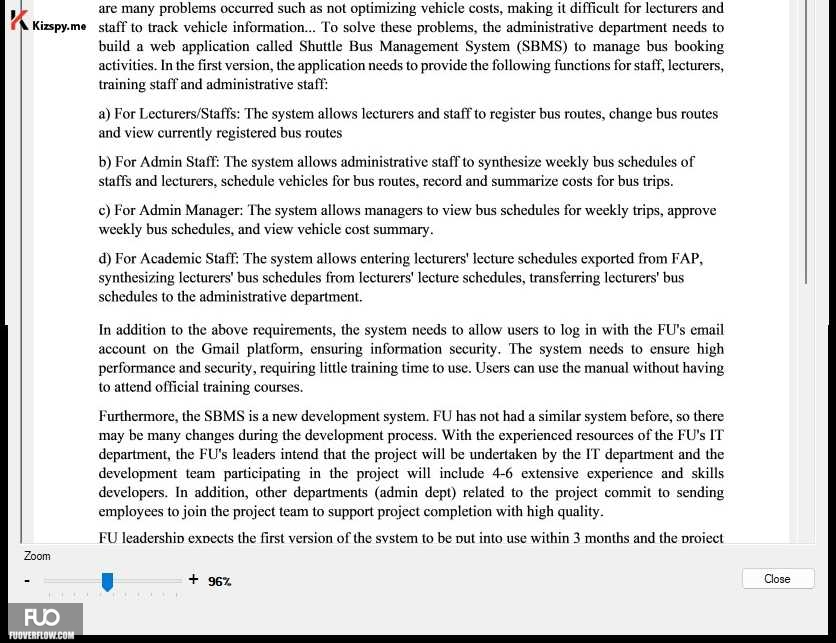 are many problems occurred such as not optimizing vehicle costs, making it difficult for lecturers and
Kizspy.me
staff to track vehicle information... To solve these problems, the administrative department needs to
build a web application called Shuttle Bus Management System (SBMS) to manage bus booking
activities. In the first version, the application needs to provide the following functions for staff, lecturers,
training staff and administrative staff:
a) For Lecturers/Staffs: The system allows lecturers and staff to register bus routes, change bus routes
and view currently registered bus routes
b) For Admin Staff: The system allows administrative staff to synthesize weekly bus schedules of
staffs and lecturers, schedule vehicles for bus routes, record and summarize costs for bus trips.
c) For Admin Manager: The system allows managers to view bus schedules for weekly trips, approve
weekly bus schedules, and view vehicle cost summary.
d) For Academic Staff: The system allows entering lecturers' lecture schedules exported from FAP,
synthesizing lecturers' bus schedules from lecturers' lecture schedules, transferring lecturers' bus
schedules to the administrative department.
In addition to the above requirements, the system needs to allow users to log in with the FU's email
account on the Gmail platform, ensuring information security. The system needs to ensure high
performance and security, requiring little training time to use. Users can use the manual without having
to attend official training courses.
Furthermore, the SBMS is a new development system. FU has not had a similar system before, so there
may be many changes during the development process. With the experienced resources of the FU's IT
department, the FU's leaders intend that the project will be undertaken by the IT department and the
development team participating in the project will include 4-6 extensive experience and skills
developers. In addition, other departments (admin dept) related to the project commit to sending
employees to join the project team to support project completion with high quality.
FU leadership expects the first version of the system to be put into use within 3 months and the project
Zoom
- + 96%
Close
FUO
FUOVERFLOW.COM